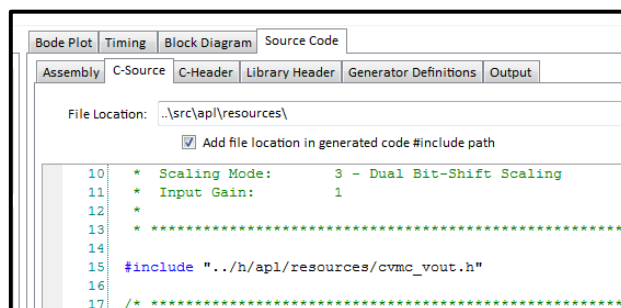 Bode Plot Timing Block Diagram Source Code
Assembly C-Source C-Header Library Header Generator Definitions Output
File Location: ..\src\apl\resources\
Add file location in generated code #include path
10 * Scaling Mode: 3 - Dual Bit-Shift Scaling
11 * Input Gain: 1
12 *
13 * ******************************************************
14
15 #include "../h/apl/resources/cvmc_vout.h"
16
17 /* ******************************************************